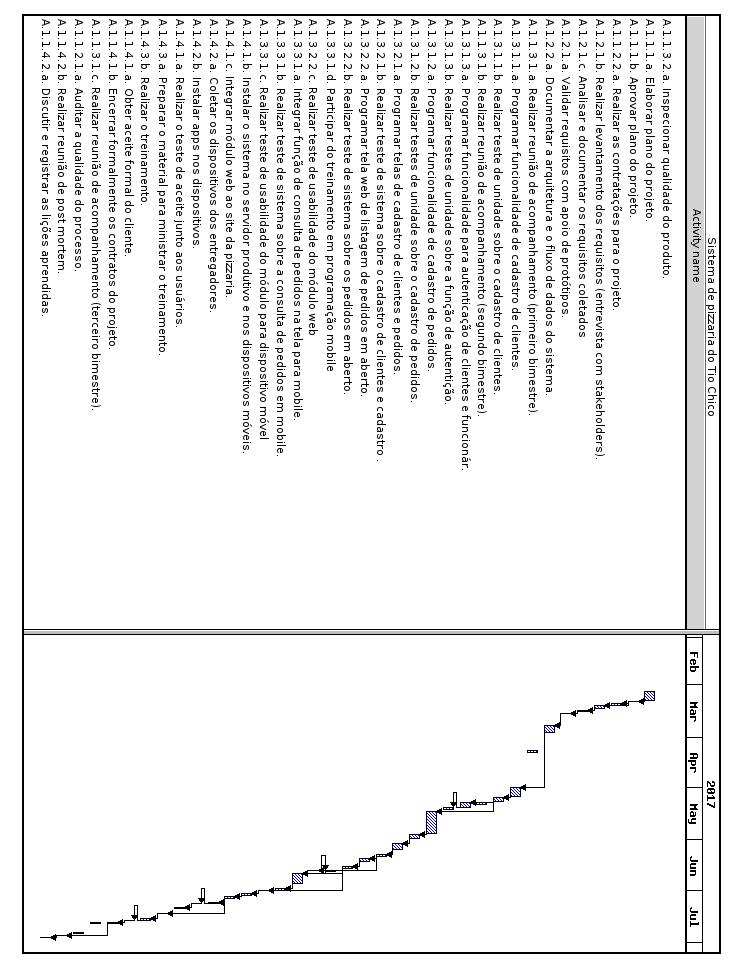 Sistema de pizzaria do Tio Chico
Activity name
2017
Feb Mar Apr May Jun Jul
A.1.1.3.2.a. Inspecionar qualidade do produto.
A.1.1.1.a. Elaborar plano do projeto.
A.1.1.1.b. Aprovar plano do projeto.
A.1.1.2.2.a. Realizar as contratações para o projeto.
A.1.2.1.b. Realizar levantamento dos requisitos (entrevista com stakeholders).
A.1.2.1.c. Analisar e documentar os requisitos coletados
A.1.2.1.a. Validar requisitos com apoio de protótipos.
A.1.2.2.a. Documentar a arquitetura e o fluxo de dados do sistema.
A.1.1.3.1.a. Realizar reunião de acompanhamento (primeiro bimestre).
A.1.3.1.1.a. Programar funcionalidade de cadastro de clientes.
A.1.3.1.1.b. Realizar teste de unidade sobre o cadastro de clientes.
A.1.1.3.1.b. Realizar reunião de acompanhamento (segundo bimestre).
A.1.3.1.3.a. Programar funcionalidade para autenticação de clientes e funcionár.
A.1.3.1.3.b. Realizar testes de unidade sobre a função de autentição.
A.1.3.1.2.a. Programar funcionalidade de cadastro de pedidos.
A.1.3.1.2.b. Realizar testes de unidade sobre o cadastro de pedidos.
A.1.3.2.1.a. Programar telas de cadastro de clientes e pedidos.
A.1.3.2.1.b. Realizar teste de sistema sobre o cadastro de clientes e cadastro .
A.1.3.2.2.a. Programar tela web de listagem de pedidos em aberto.
A.1.3.2.2.b. Realizar teste de sistema sobre os pedidos em aberto.
A.1.3.3.1.d. Participar do treinamento em programação mobile
A.1.3.2.2.c. Realizar teste de usabilidade do módulo web
A.1.3.3.1.a. Integrar função de consulta de pedidos na tela para mobile.
A.1.3.3.1.b. Realizar teste de sistema sobre a consulta de pedidos em mobile.
A.1.3.3.1.c. Realizar teste de usabilidade do módulo para dispositivo móvel
A.1.4.1.b. Instalar o sistema no servidor produtivo e nos dispositivos móveis.
A.1.4.1.c. Integrar módulo web ao site da pizzaria.
A.1.4.2.a. Coletar os dispositivos dos entregadores.
A.1.4.2.b. Instalar apps nos dispositivos.
A.1.4.1.a. Realizar o teste de aceite junto aos usuários.
A.1.4.3.a. Preparar o material para ministrar o treinamento.
A.1.4.3.b. Realizar o treinamento.
A.1.1.4.1.a. Obter aceite formal do cliente.
A.1.1.4.1.b. Encerrar formalmente os contratos do projeto.
A.1.1.3.1.c. Realizar reunião de acompanhamento (terceiro bimestre).
A.1.1.2.1.a. Auditar a qualidade do processo.
A.1.1.4.2.b. Realizar reunião de post mortem.
A.1.1.4.2.a. Discutir e registrar as lições aprendidas.